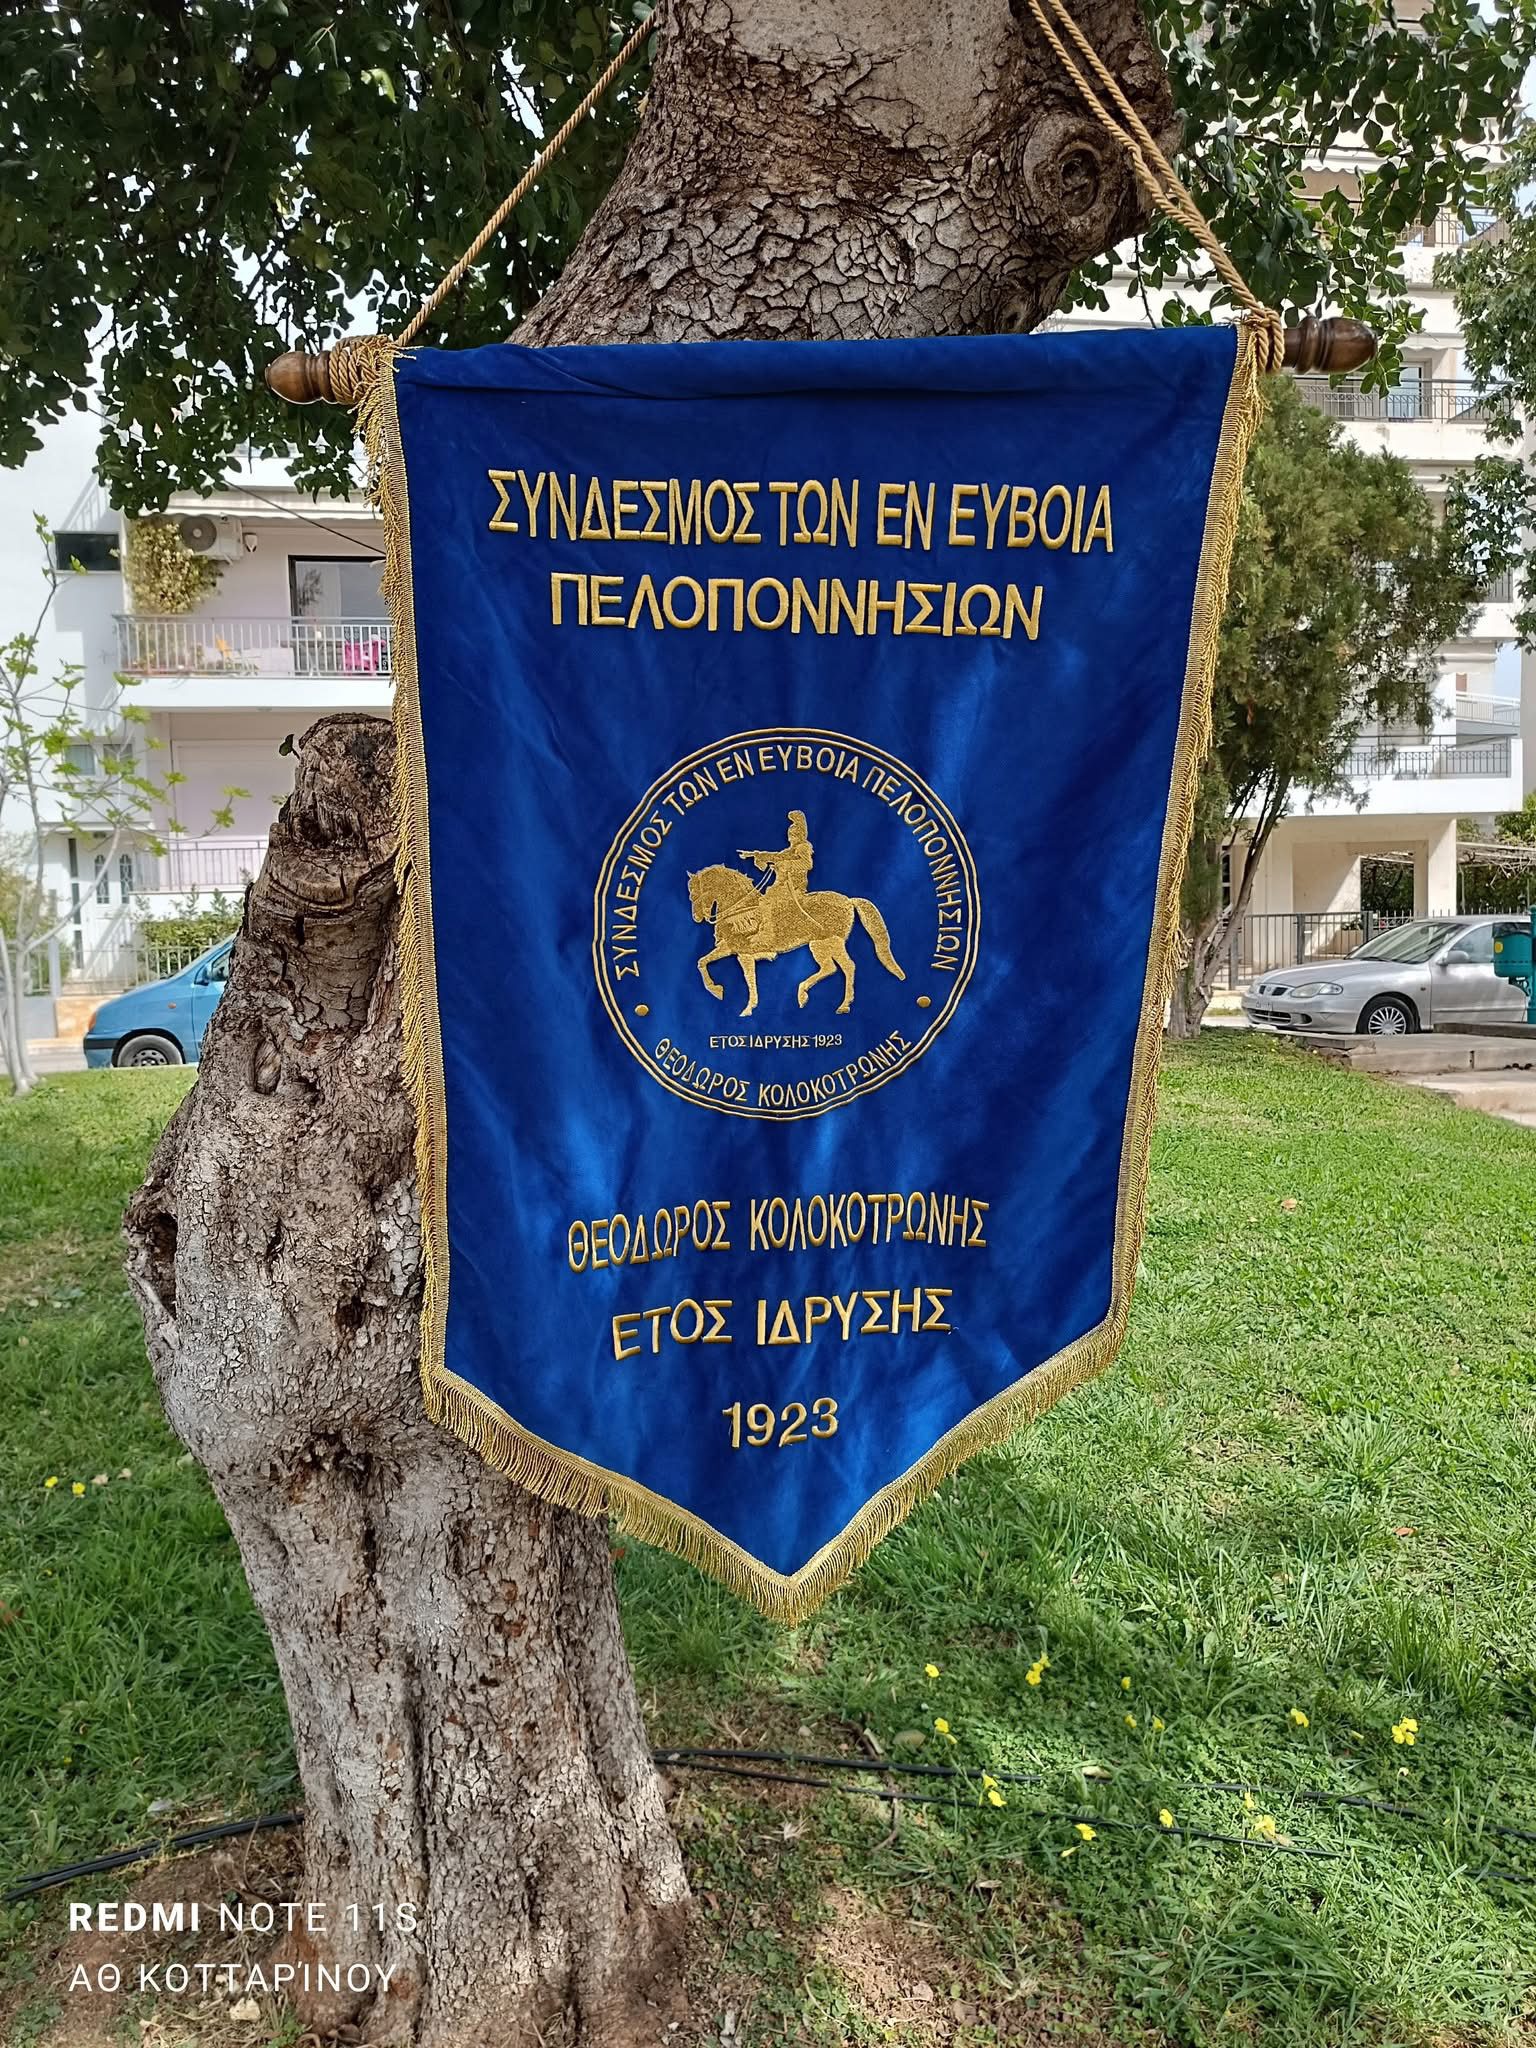 ΣΥΝΔΕΣΜΟΣ ΤΩΝ ΕΝ ΕΥΒΟΙΑ
ΠΕΛΟΠΟΝΝΗΣΙΩΝ
ΣΥΝΔΕΣΜΟΣ ΤΩΝ ΕΝ ΕΥΒΟΙΑ ΠΕΛΟΠΟΝΝΗΣΙΩΝ
ΕΤΟΣ ΙΔΡΥΣΗΣ 1923
ΘΕΟΔΩΡΟΣ ΚΟΛΟΚΟΤΡΩΝΗΣ
ΘΕΟΔΩΡΟΣ ΚΟΛΟΚΟΤΡΩΝΗΣ
ΕΤΟΣ ΙΔΡΥΣΗΣ
1923
REDMI NOTE 11S
ΑΘ ΚΟΤΤΑΡΊΝΟΥ